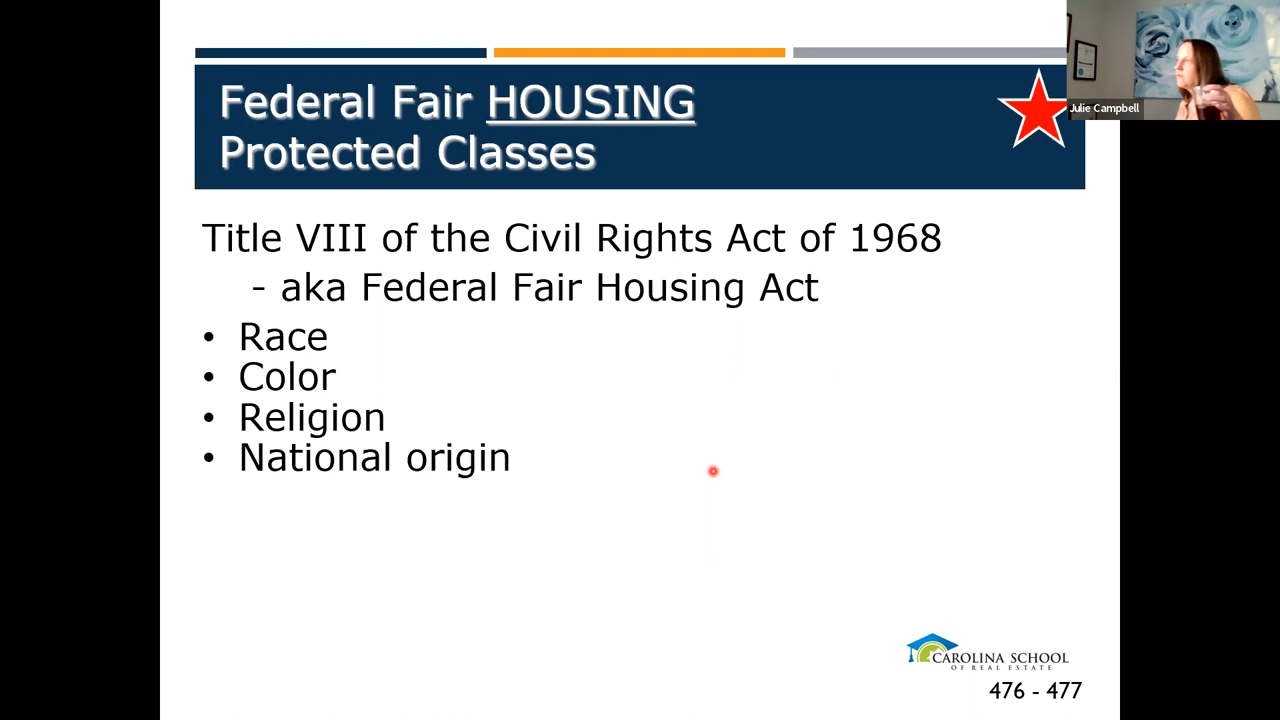 Federal Fair HOUSING
Protected Classes
Julie Campbell
Title VIII of the Civil Rights Act of 1968
- aka Federal Fair Housing Act
• Race
• Color
• Religion
• National origin
CAROLINA SCHOOL
OF REAL ESTATE
476 - 477